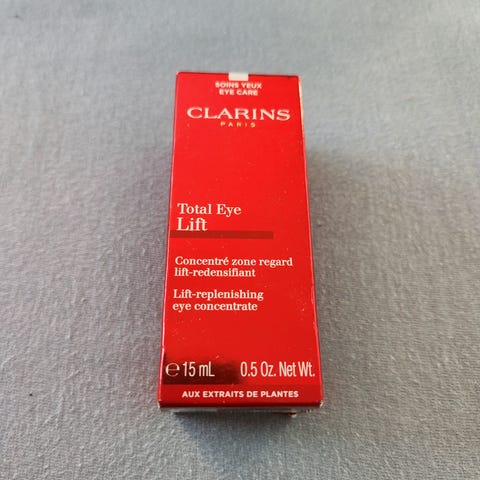 SOINS YEUX
EYE CARE
CLARINS
PARIS
Total Eye
Lift
Concentré zone regard
lift-redensifiant
Lift-replenishing
eye concentrate
℮ 15 mL 0.5 Oz. Net Wt.
AUX EXTRAITS DE PLANTES